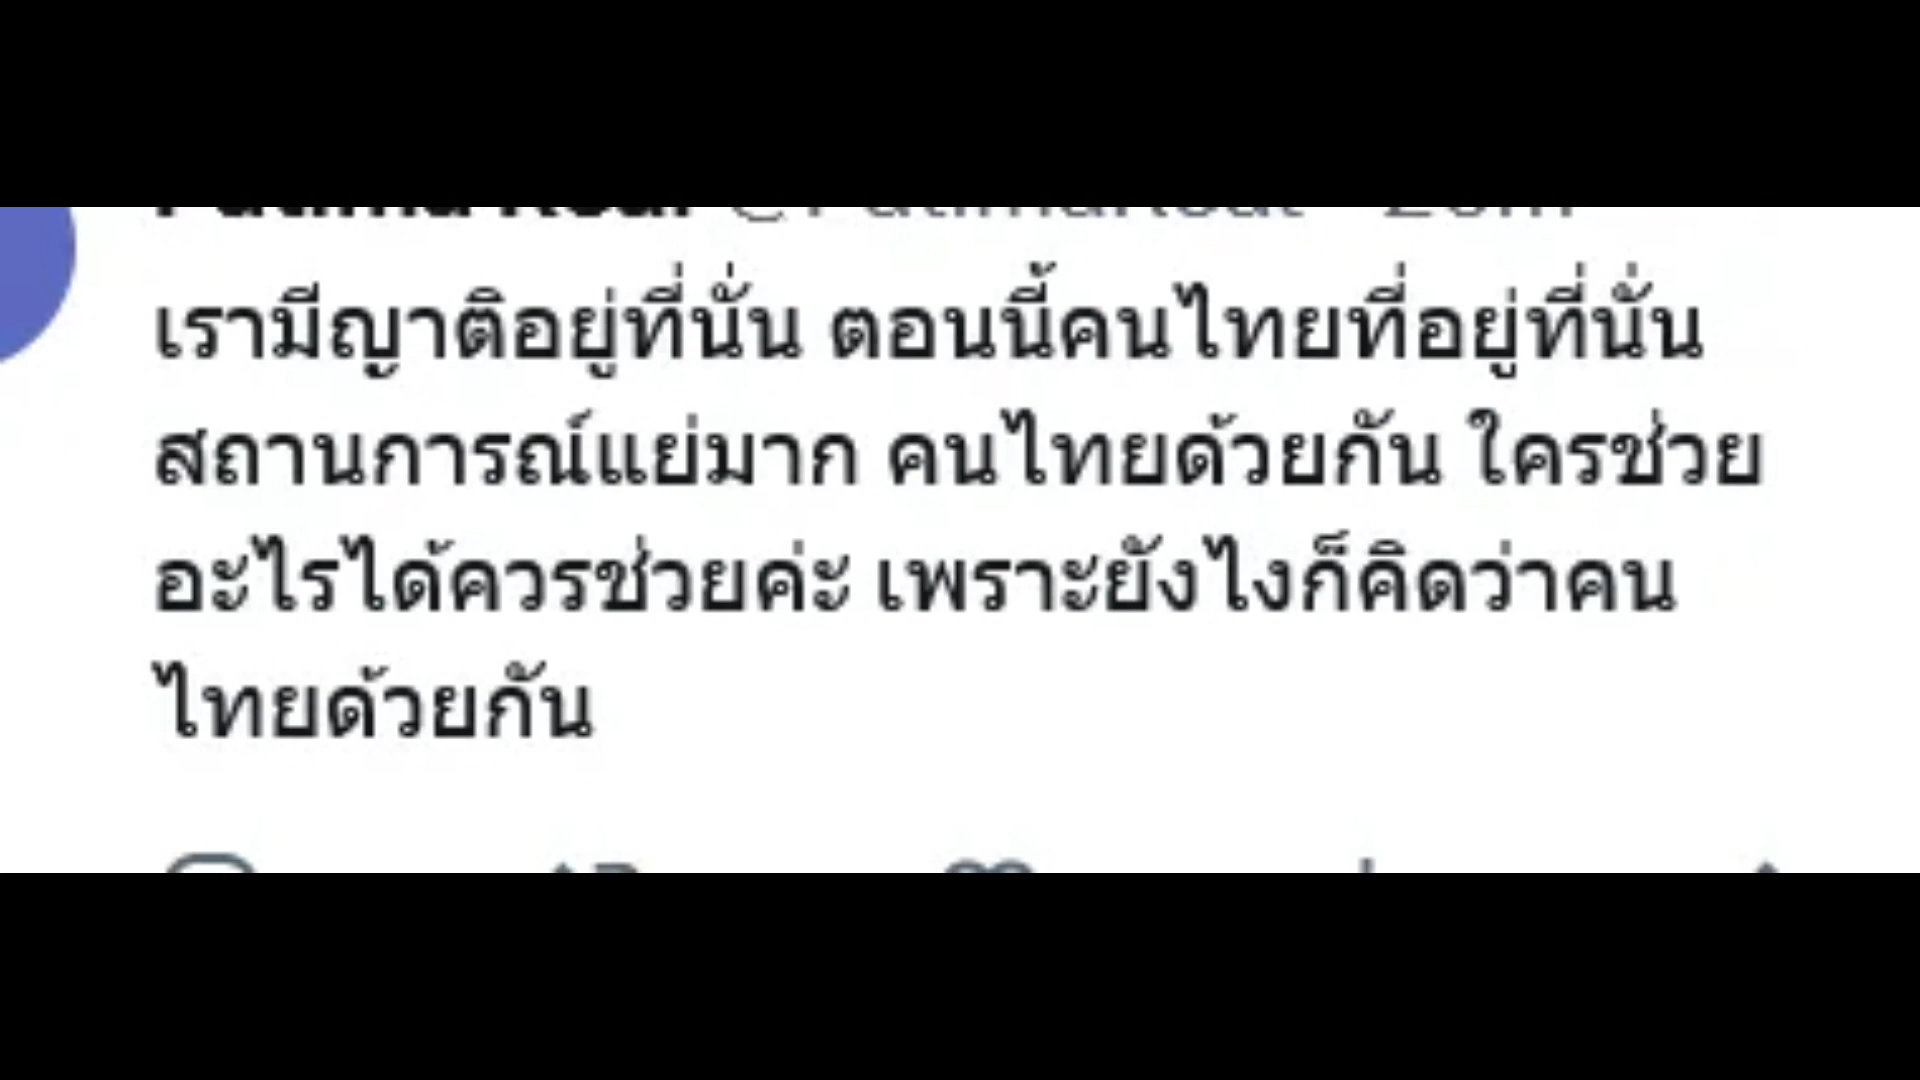 เรามีญาติอยู่ที่นั่น ตอนนี้คนไทยที่อยู่ที่นั่น
สถานการณ์แย่มาก คนไทยด้วยกัน ใครช่วย
อะไรได้ควรช่วยค่ะ เพราะยังไงก็คิดว่าคน
ไทยด้วยกัน